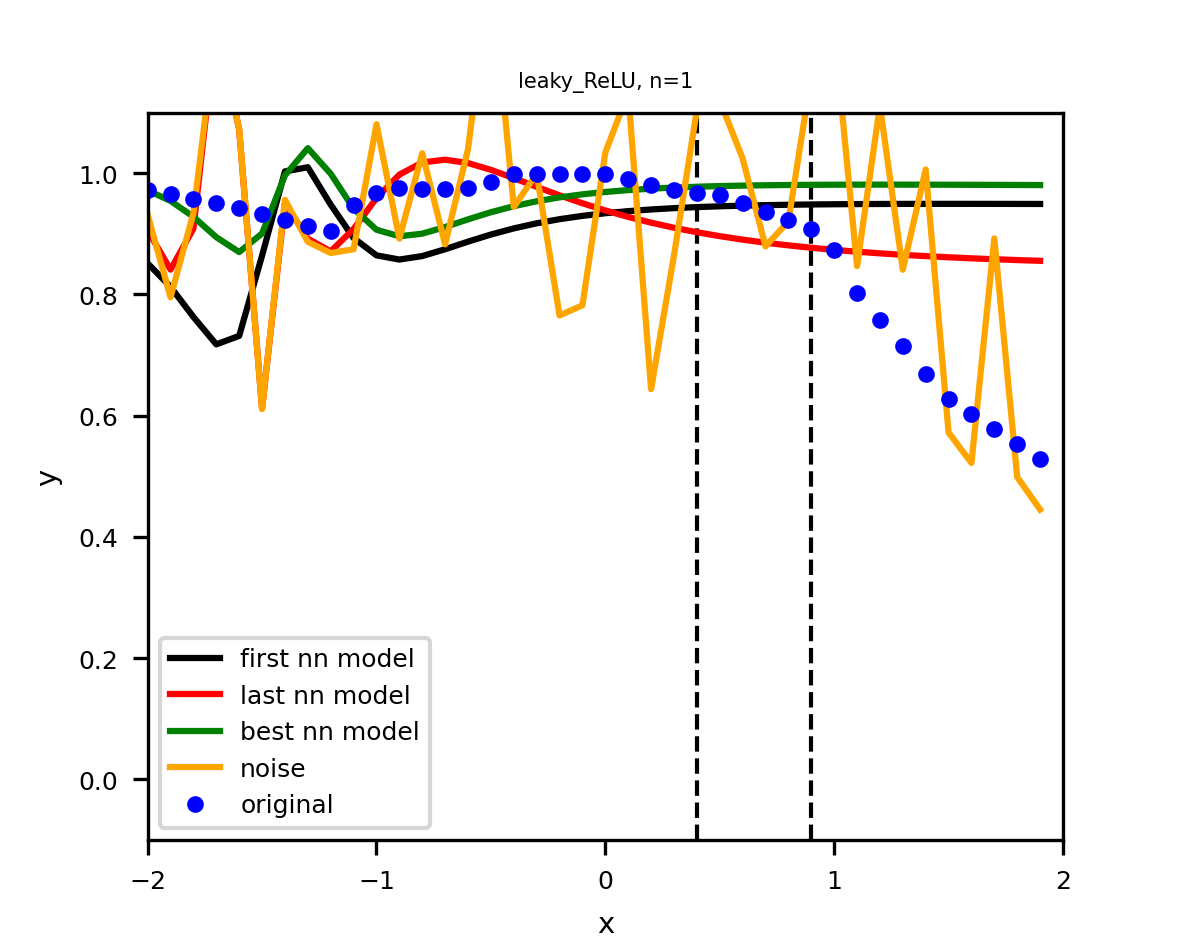 leaky_ReLU, n=1
y
1.0
0.8
0.6
0.4
0.2
0.0
first nn model
last nn model
best nn model
noise
original
−2 −1 0 1 2
x